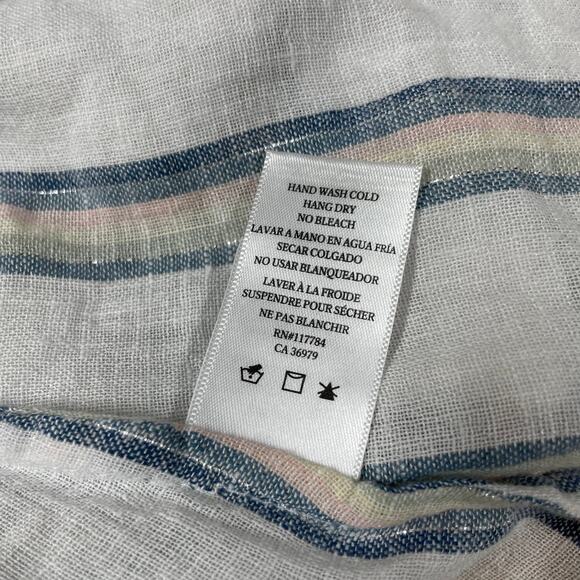 HAND WASH COLD
HANG DRY
NO BLEACH
LAVAR A MANO EN AGUA FRÍA
SECAR COLGADO
NO USAR BLANQUEADOR
LAVER À LA FROIDE
SUSPENDRE POUR SÉCHER
NE PAS BLANCHIR
RN#117784
CA 36979